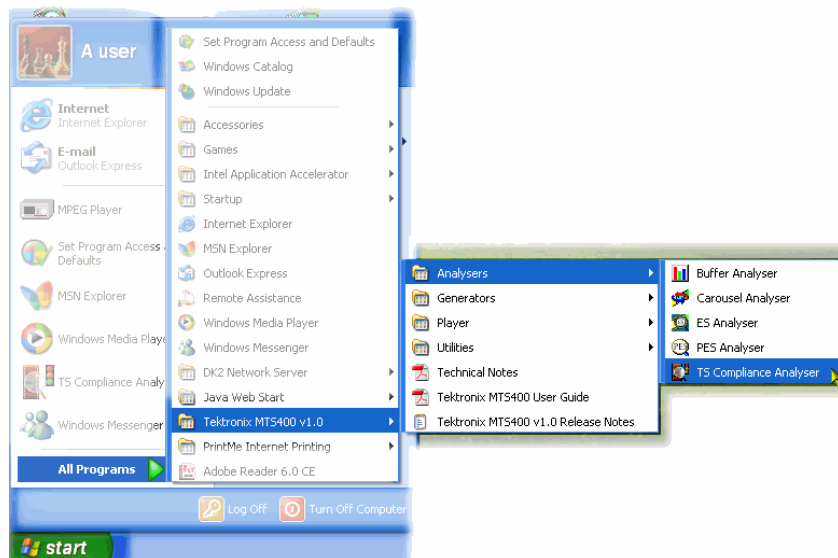 A user
Internet
Internet Explorer
E-mail
Outlook Express
MPEG Player
Set Program Access
Defaults
MSN Explorer
Windows Media Playe
TS Compliance Analy
Windows Messenger
All Programs
Set Program Access and Defaults
Windows Catalog
Windows Update
Accessories
Games
Intel Application Accelerator
Startup
Internet Explorer
MSN Explorer
Outlook Express
Remote Assistance
Windows Media Player
Windows Messenger
DK2 Network Server
Java Web Start
Tektronix MTS400 v1.0
PrintMe Internet Printing
Adobe Reader 6.0 CE
Analysers
Generators
Player
Utilities
Technical Notes
Tektronix MTS400 User Guide
Tektronix MTS400 v1.0 Release Notes
Buffer Analyser
Carousel Analyser
ES Analyser
PES Analyser
TS Compliance Analyser
Log Off
Turn Off Computer
start